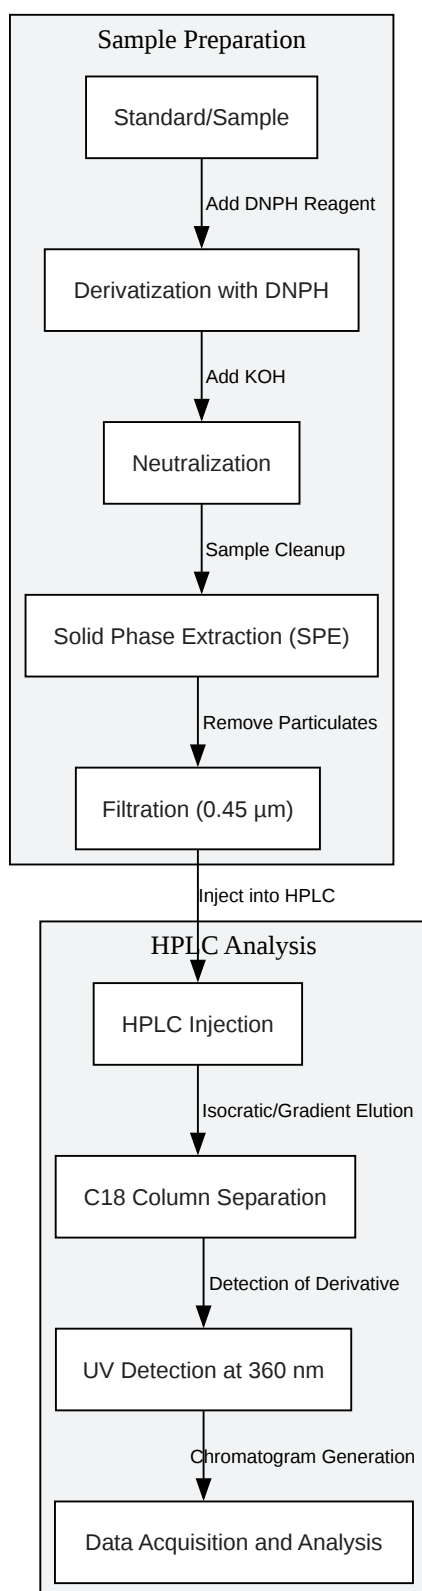 Sample Preparation
Standard/Sample
Add DNPH Reagent
Derivatization with DNPH
Add KOH
Neutralization
Sample Cleanup
Solid Phase Extraction (SPE)
Remove Particulates
Filtration (0.45 µm)
Inject into HPLC
HPLC Analysis
HPLC Injection
Isocratic/Gradient Elution
C18 Column Separation
Detection of Derivative
UV Detection at 360 nm
Chromatogram Generation
Data Acquisition and Analysis